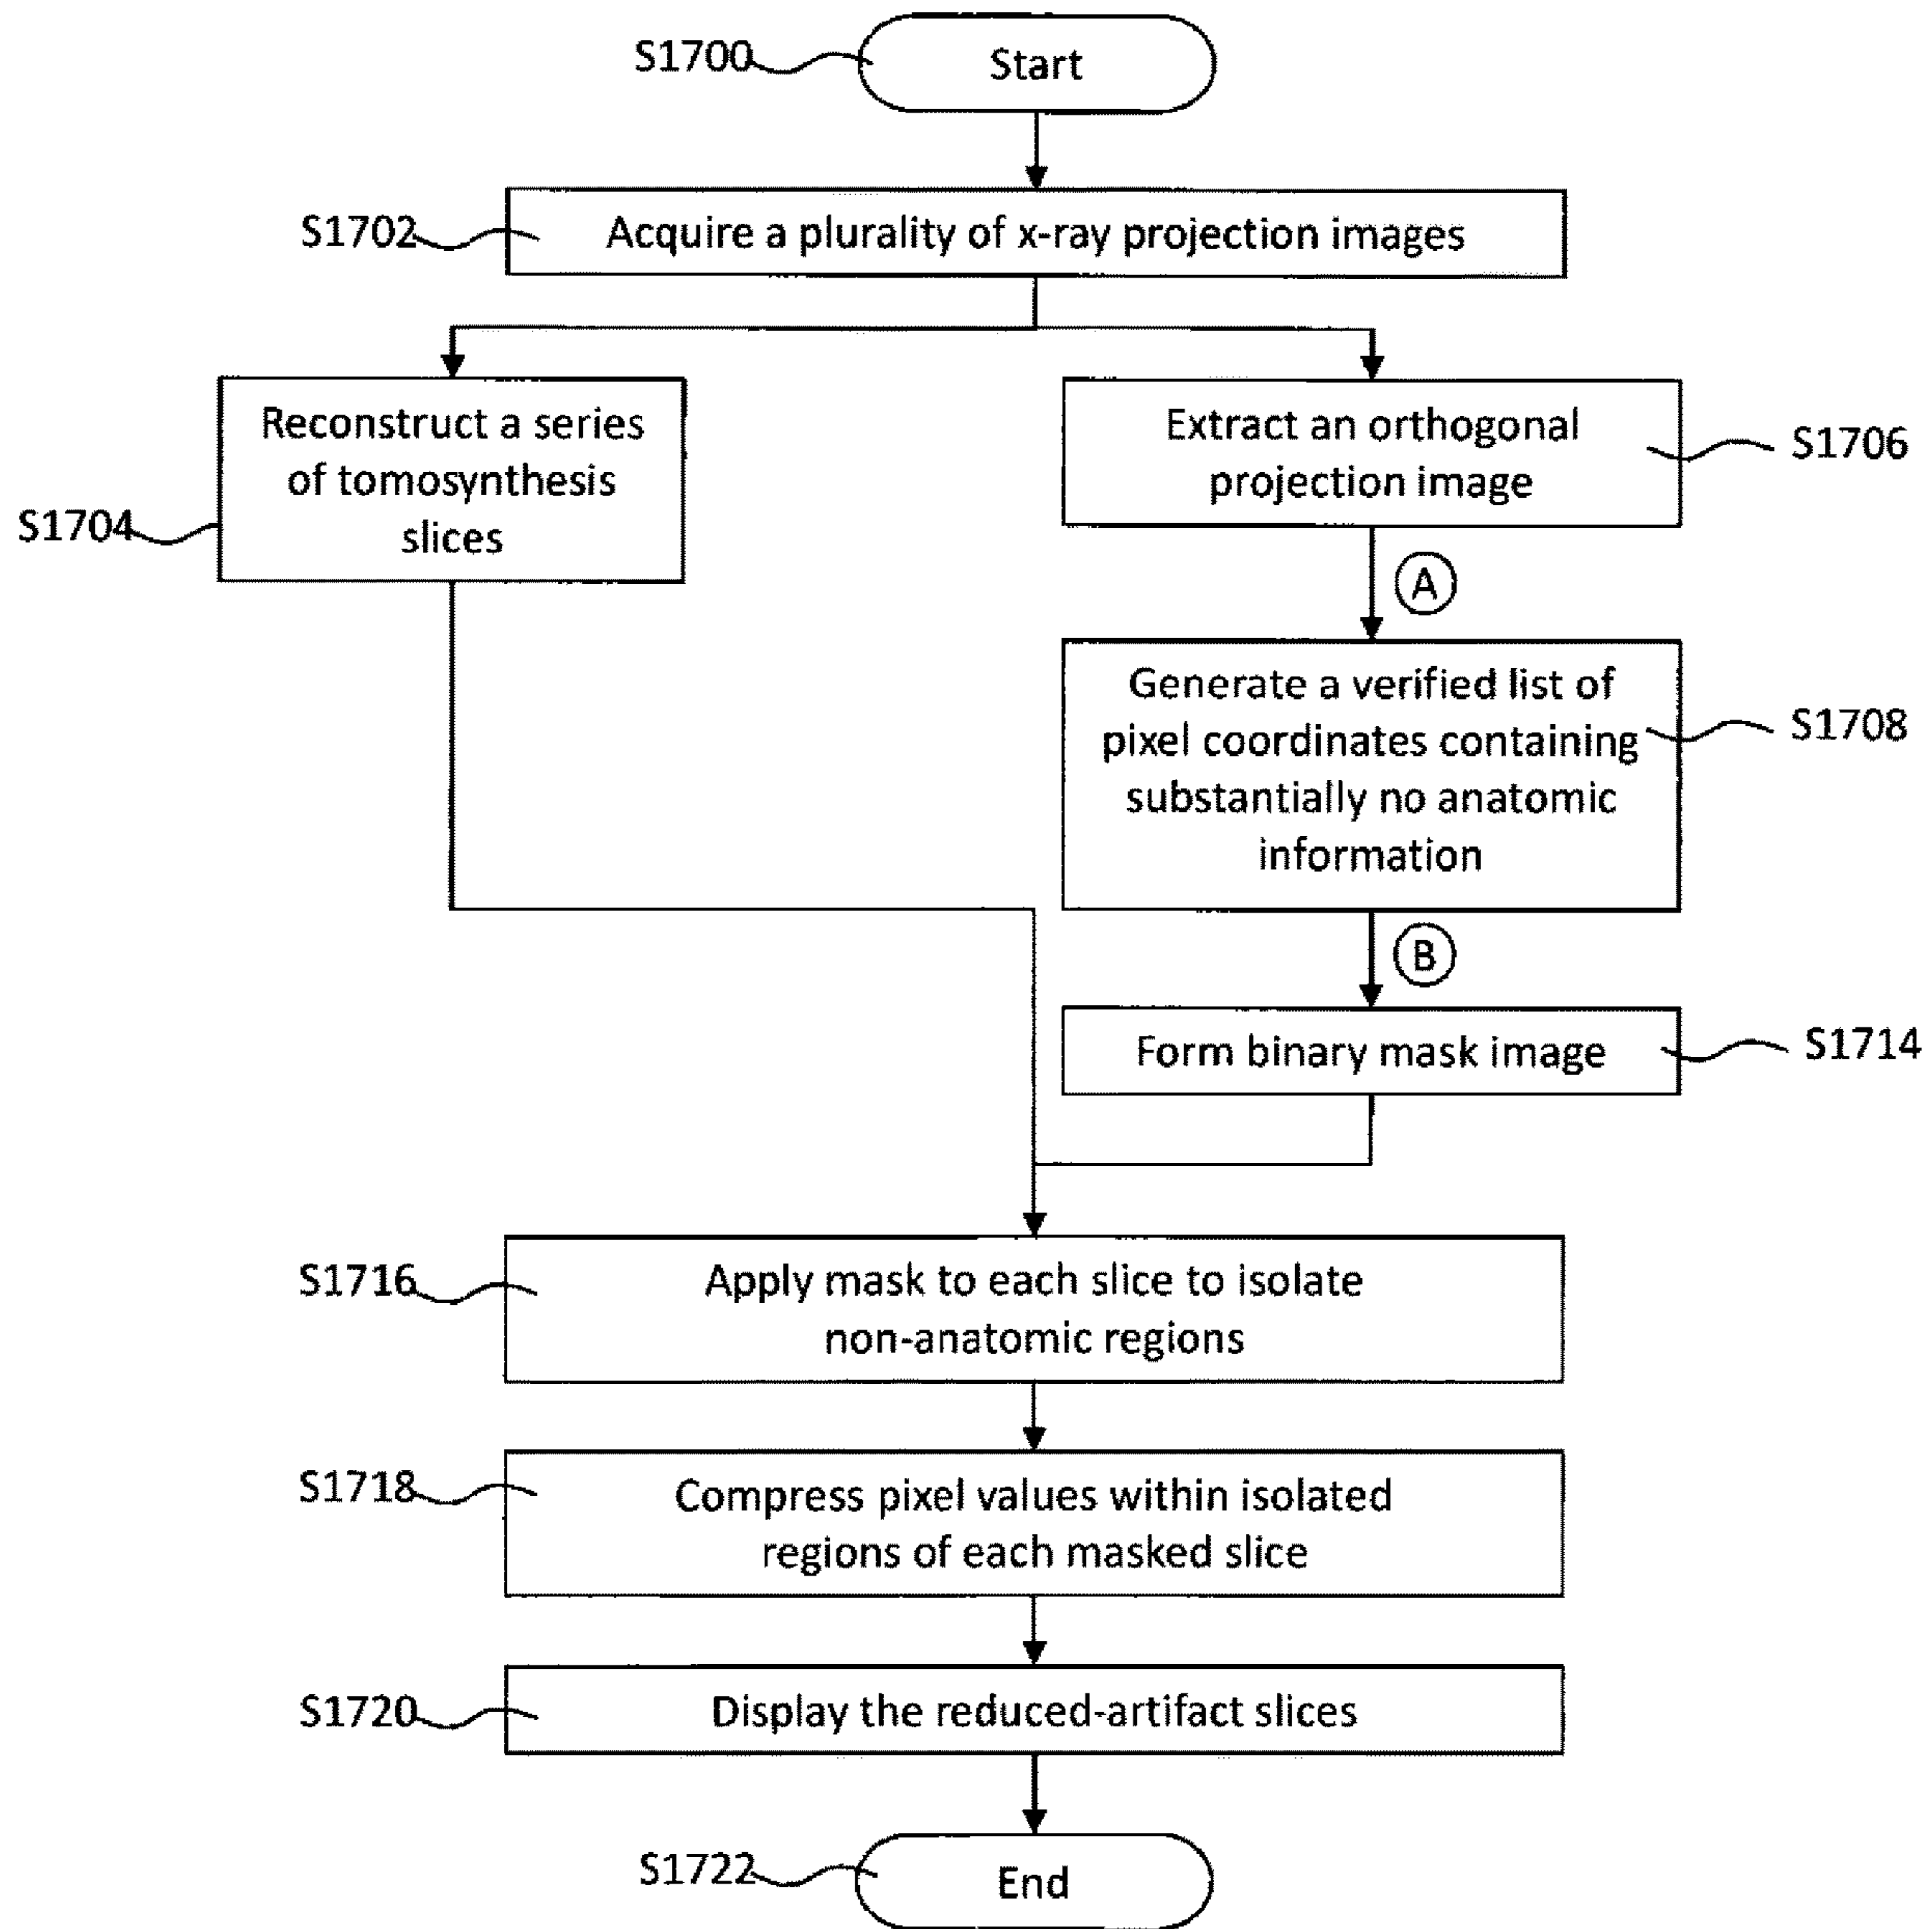 S1700
Start
S1702
Acquire a plurality of x-ray projection images
S1704
Reconstruct a series
of tomosynthesis
slices
Extract an orthogonal
projection image
S1706
A
Generate a verified list of
pixel coordinates containing
substantially no anatomic
information
S1708
B
Form binary mask image
S1714
S1716
Apply mask to each slice to isolate
non-anatomic regions
S1718
Compress pixel values within isolated
regions of each masked slice
S1720
Display the reduced-artifact slices
S1722
End